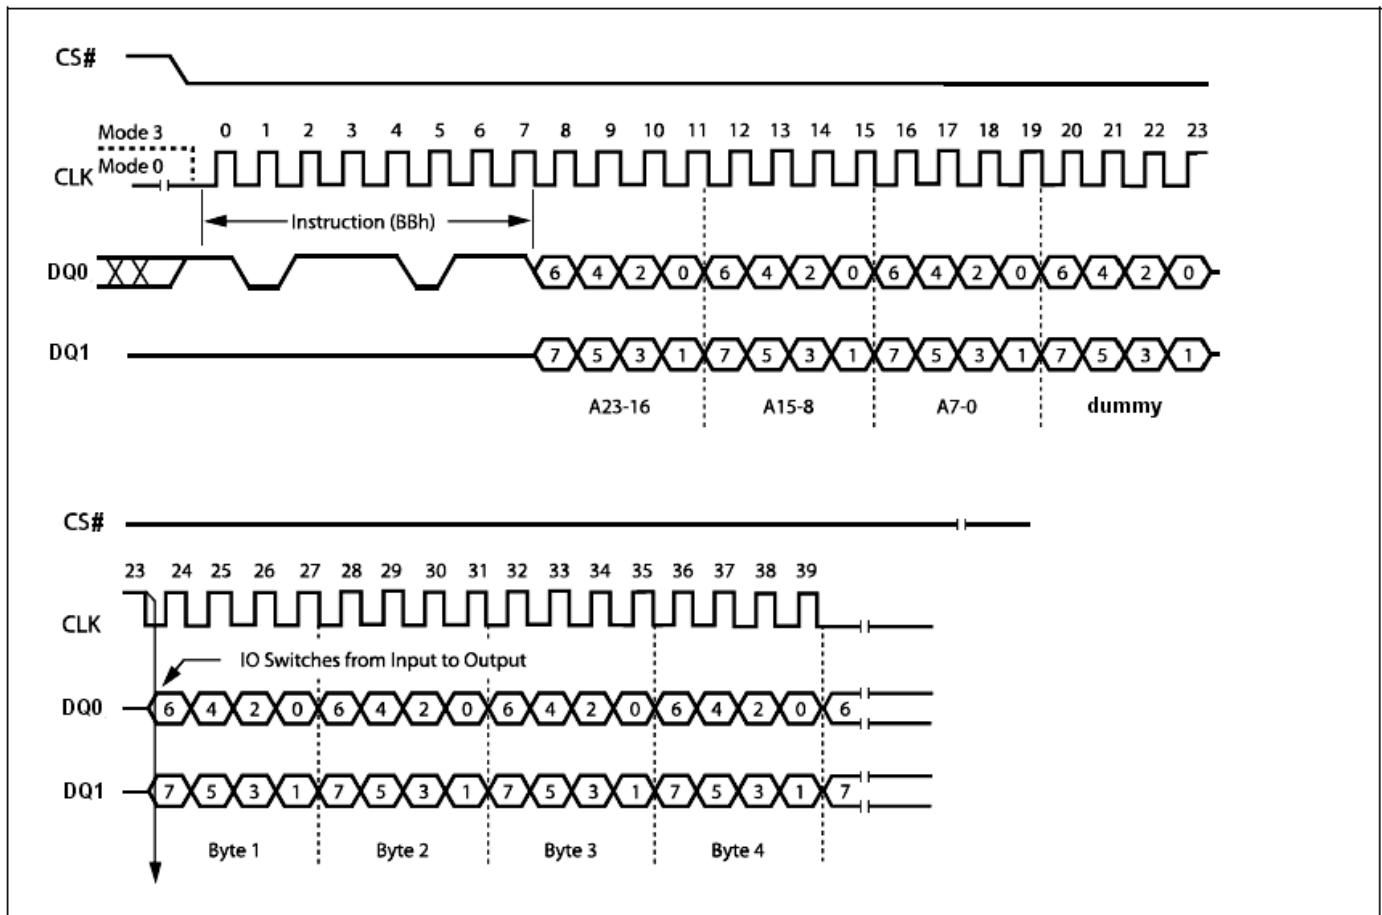 CS#
Mode 3
0 1 2 3 4 5 6 7 8 9 10 11 12 13 14 15 16 17 18 19 20 21 22 23
Mode 0
CLK
Instruction (BBh)
DQ0 6 4 2 0 6 4 2 0 6 4 2 0 6 4 2 0
DQ1 7 5 3 1 7 5 3 1 7 5 3 1 7 5 3 1
A23-16 A15-8 A7-0 dummy
CS#
23 24 25 26 27 28 29 30 31 32 33 34 35 36 37 38 39
CLK
IO Switches from Input to Output
DQ0 6 4 2 0 6 4 2 0 6 4 2 0 6 4 2 0 6
DQ1 7 5 3 1 7 5 3 1 7 5 3 1 7 5 3 1 7
Byte 1 Byte 2 Byte 3 Byte 4